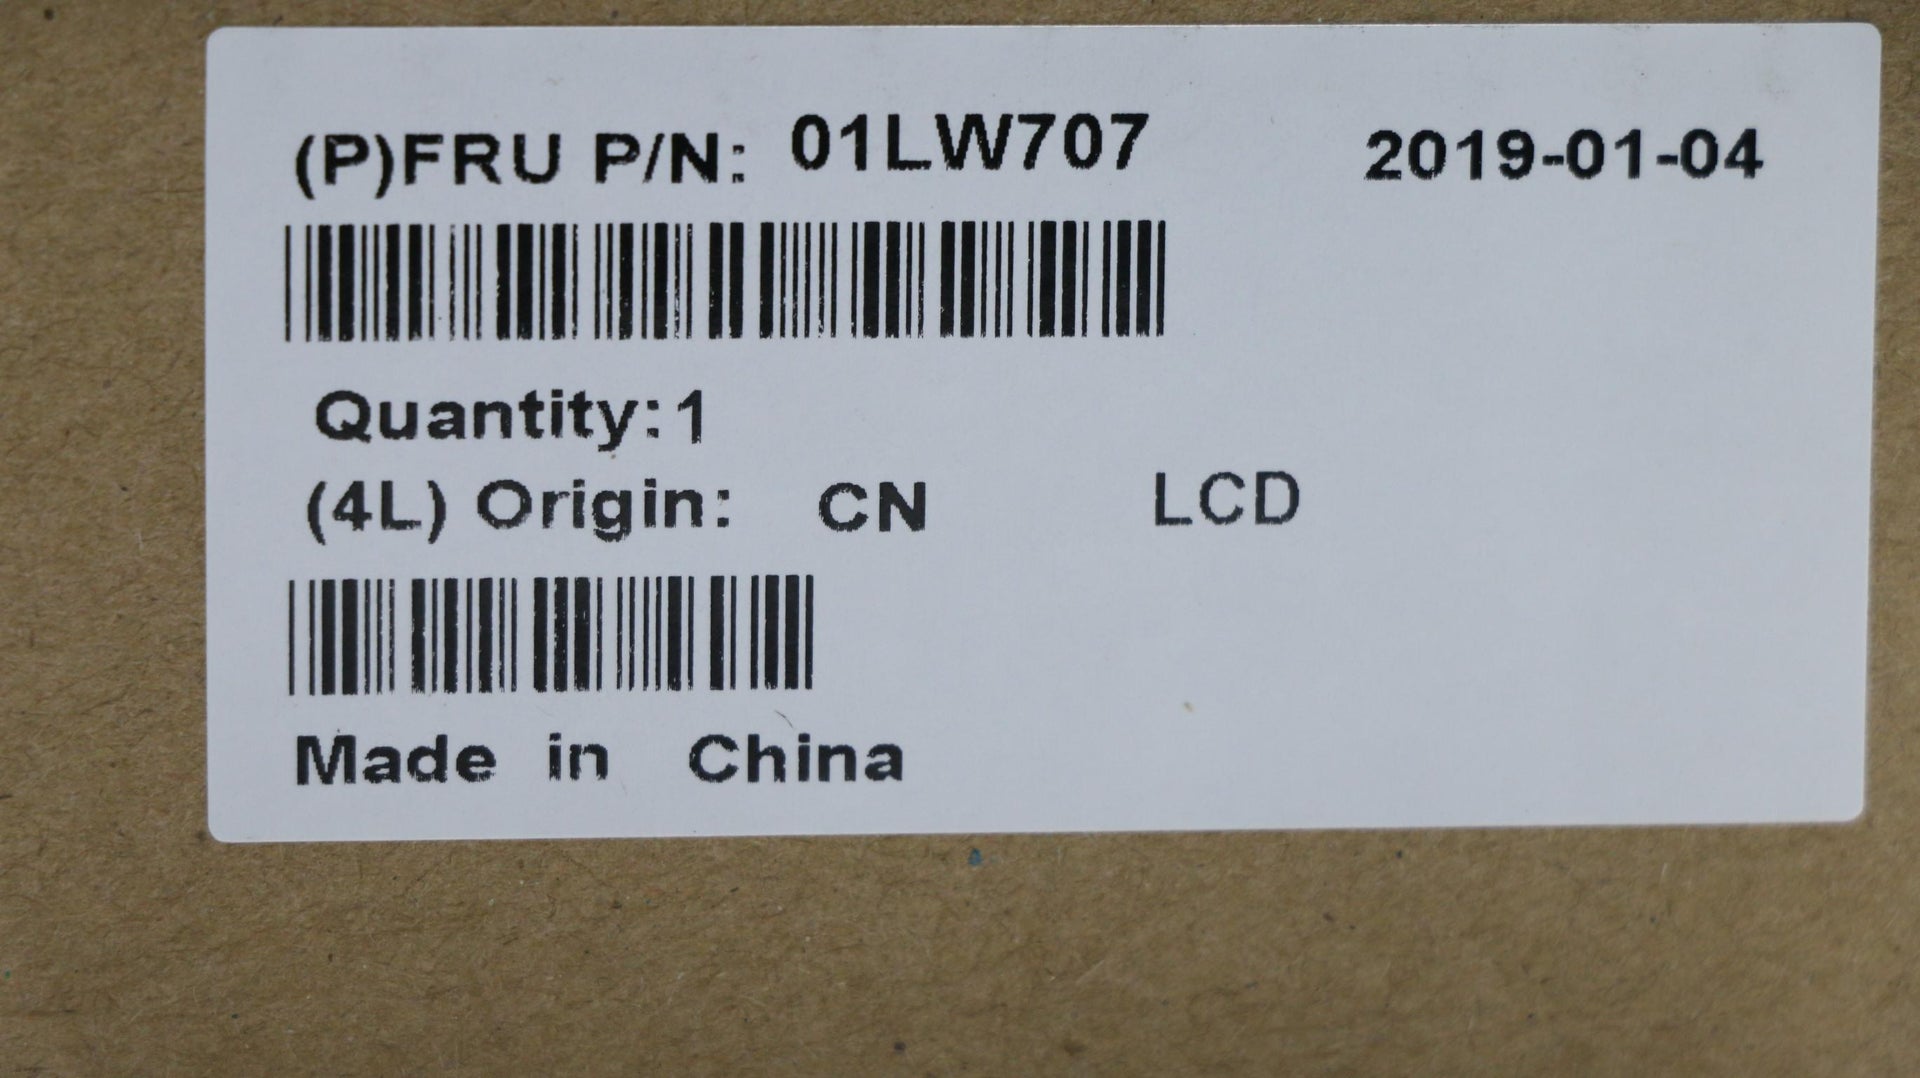 (P)FRU P/N: 01LW707 2019-01-04
Quantity:1
(4L) Origin: CN LCD
Made in China